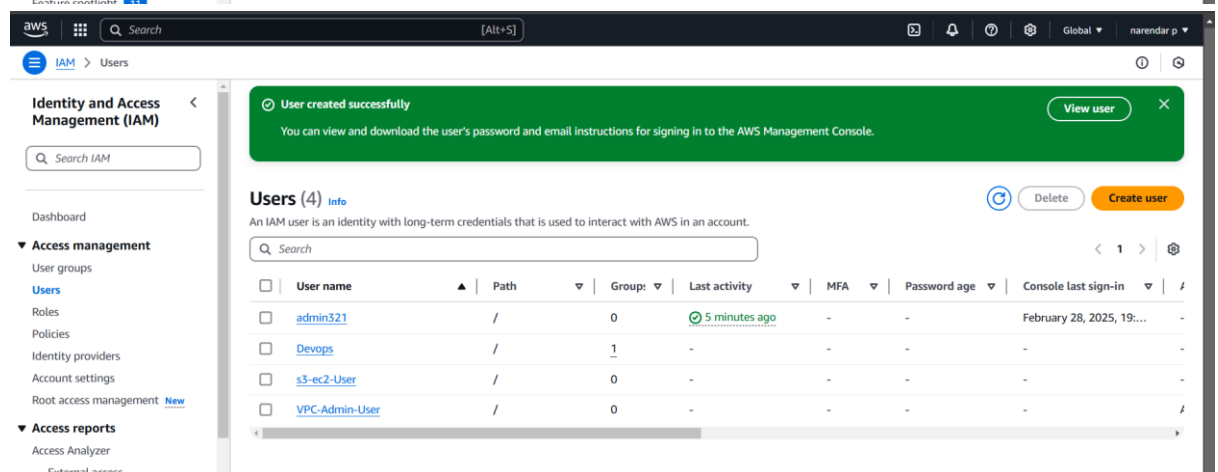 Feature spotlight 11
aws Search [Alt+S] Global narendar p
IAM > Users
Identity and Access Management (IAM)
Search IAM
Dashboard
Access management
User groups
Users
Roles
Policies
Identity providers
Account settings
Root access management New
Access reports
Access Analyzer
External access
User created successfully
You can view and download the user's password and email instructions for signing in to the AWS Management Console.
View user
Users (4) Info
Delete Create user
An IAM user is an identity with long-term credentials that is used to interact with AWS in an account.
Search
1
User name Path Groups Last activity MFA Password age Console last sign-in
admin321 / 0 5 minutes ago - - February 28, 2025, 19:... -
Devops / 1 - - - - -
s3-ec2-User / 0 - - - - -
VPC-Admin-User / 0 - - - -